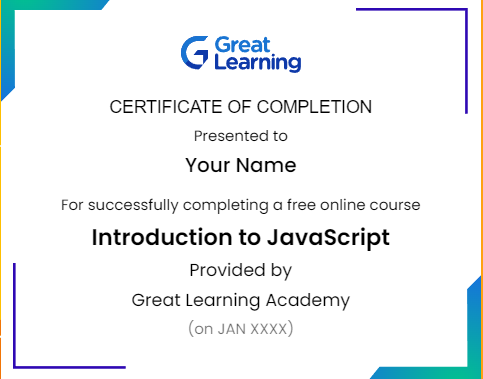 Great
Learning
CERTIFICATE OF COMPLETION
Presented to
Your Name
For successfully completing a free online course
Introduction to JavaScript
Provided by
Great Learning Academy
(on JAN XXXX)